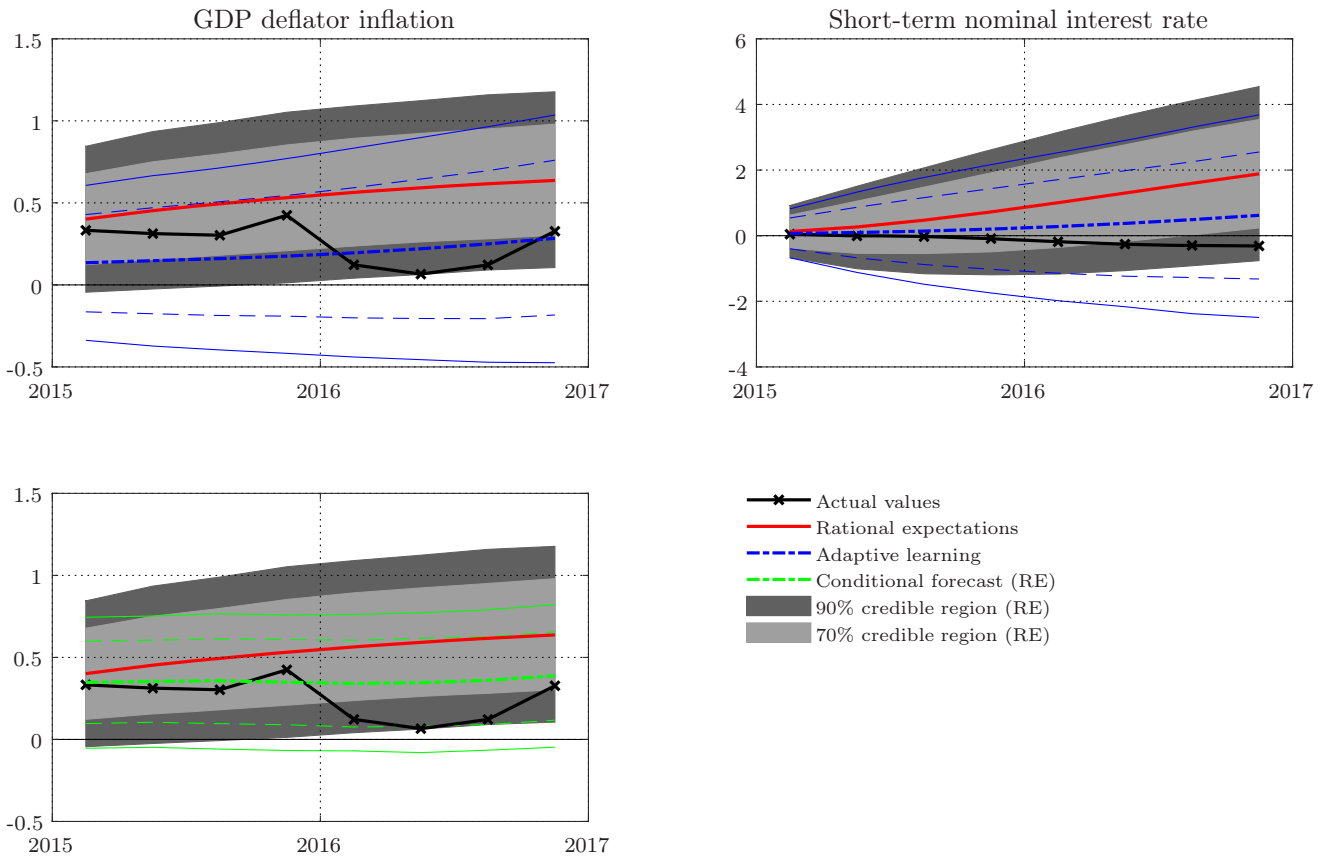 GDP deflator inflation
1.5
1
0.5
0
-0.5
2015 2016 2017
Short-term nominal interest rate
6
4
2
0
-2
-4
2015 2016 2017
1.5
1
0.5
0
-0.5
2015 2016 2017
Actual values
Rational expectations
Adaptive learning
Conditional forecast (RE)
90% credible region (RE)
70% credible region (RE)